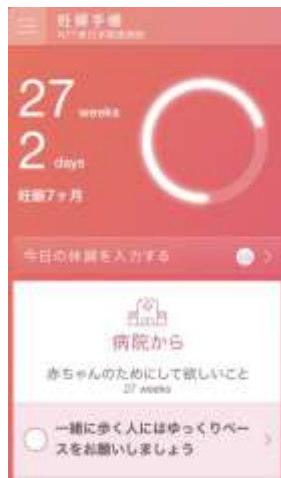 妊婦手帳
27 weeks
2 days
妊娠7ヶ月
今日の体調を入力する
病院から
赤ちゃんのためにして欲しいこと
27 weeks
一緒に歩く人にはゆっくりペー
スをお願いしましょう